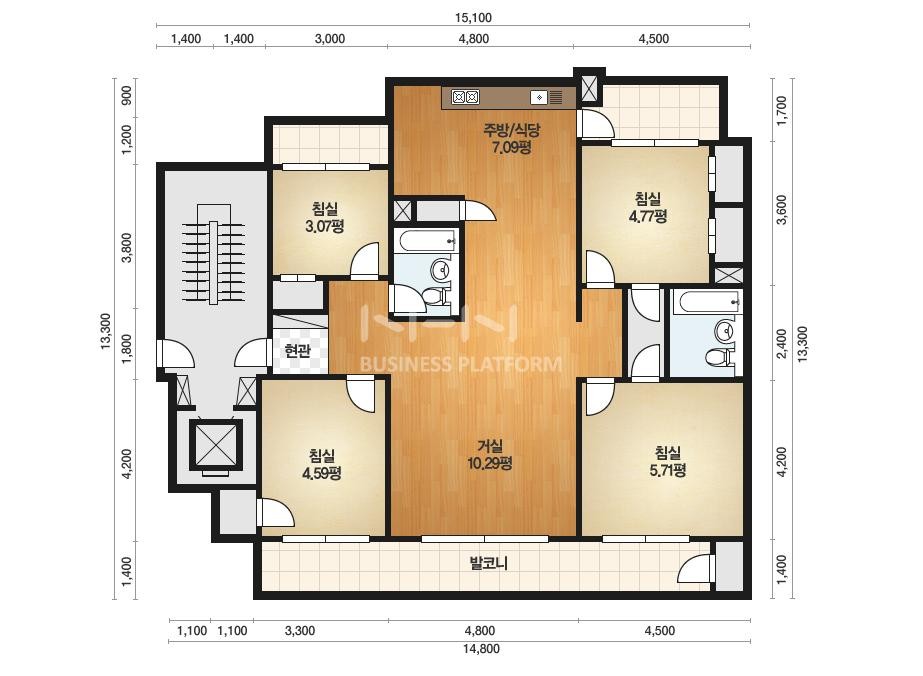 15,100
1,400 1,400 3,000 4,800 4,500
900
1,200
3,800
1,800
4,200
1,400
13,300
1,700
3,600
2,400
4,200
1,400
13,300
주방/식당
7.09평
침실
3.07평
침실
4.77평
현관
NHN
BUSINESS PLATFORM
침실
4.59평
거실
10.29평
침실
5.71평
발코니
1,100 1,100 3,300 4,800 4,500
14,800